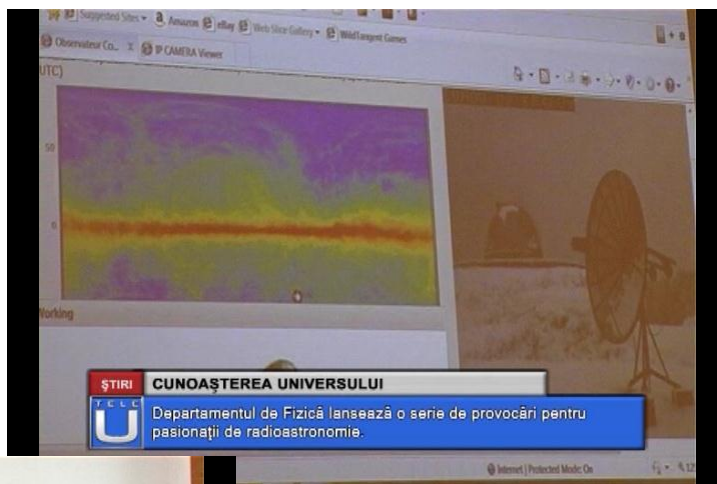 Suggested Sites
Amazon
eBay
Web Slice Gallery
WildTangent Games
Observateur Co...
X
IP CAMERA Viewer
UTC)
50
0
Working
ŞTIRI
CUNOAŞTEREA UNIVERSULUI
TELE
U
Departamentul de Fizică lansează o serie de provocări pentru
pasionaţii de radioastronomie.
Internet | Protected Mode: On